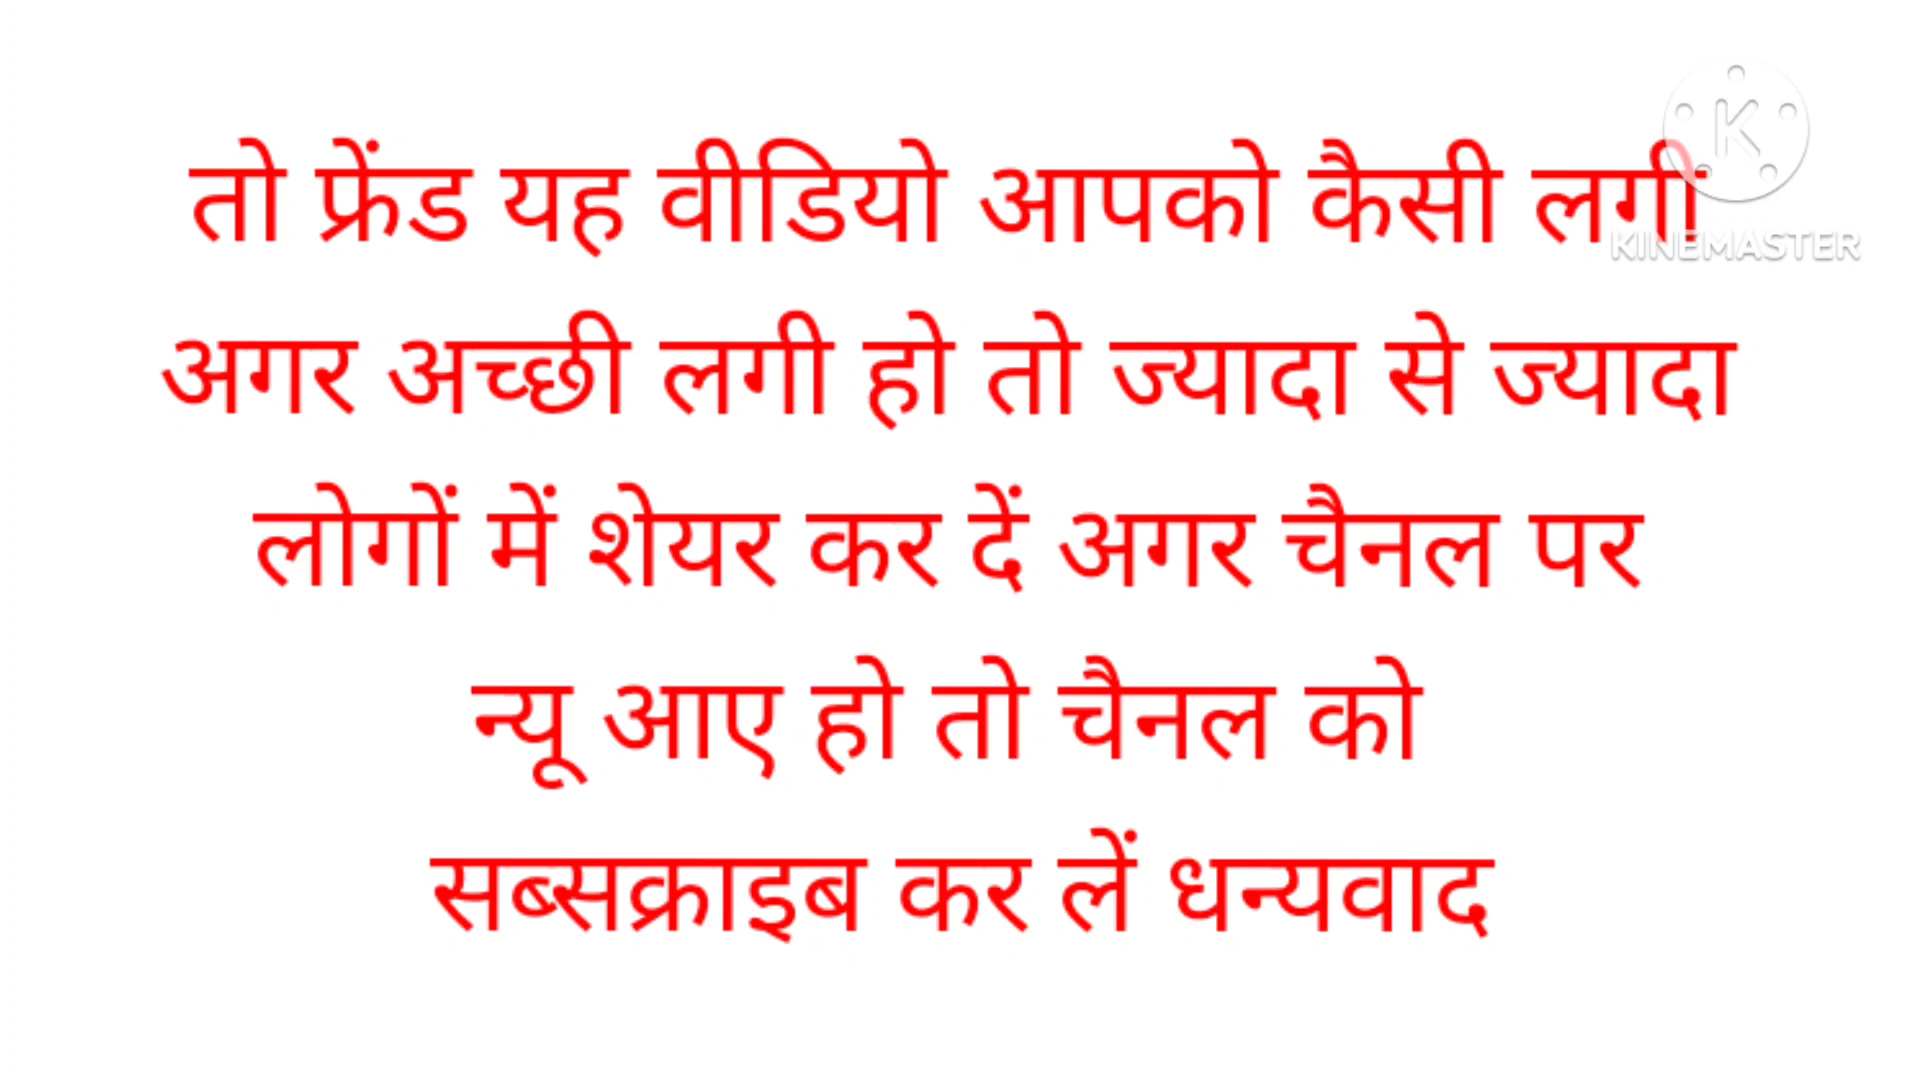 तो फ्रेंड यह वीडियो आपको कैसी लगी
अगर अच्छी लगी हो तो ज्यादा से ज्यादा
लोगों में शेयर कर दें अगर चैनल पर
न्यू आए हो तो चैनल को
सब्सक्राइब कर लें धन्यवाद
K
KINEMASTER